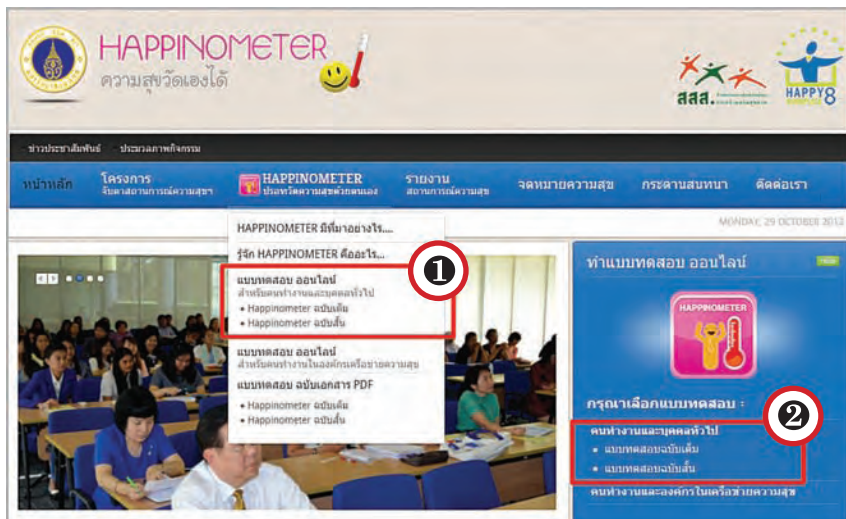 HAPPINOMETER
ความสุขวัดเองได้
สสส.
HAPPY 8
ข่าวประชาสัมพันธ์ ประมวลภาพกิจกรรม
หน้าหลัก
โครงการ
จับตาสถานการณ์ความสุขฯ
HAPPINOMETER
ปรอทวัดความสุขด้วยตนเอง
รายงาน
สถานการณ์ความสุข
จดหมายความสุข
กระดานสนทนา
ติดต่อเรา
MONDAY, 29 OCTOBER 2012
HAPPINOMETER มีที่มาอย่างไร....
รู้จัก HAPPINOMETER คืออะไร...
❶
แบบทดสอบ ออนไลน์
สำหรับคนทำงานและบุคคลทั่วไป
• Happinometer ฉบับเต็ม
• Happinometer ฉบับสั้น
แบบทดสอบ ออนไลน์
สำหรับคนทำงานในองค์กรเครือข่ายความสุข
แบบทดสอบ ฉบับเอกสาร PDF
• Happinometer ฉบับเต็ม
• Happinometer ฉบับสั้น
ทำแบบทดสอบ ออนไลน์
HAPPINOMETER
กรุณาเลือกแบบทดสอบ :
❷
คนทำงานและบุคคลทั่วไป
แบบทดสอบฉบับเต็ม
แบบทดสอบฉบับสั้น
คนทำงานและองค์กรในเครือข่ายความสุข